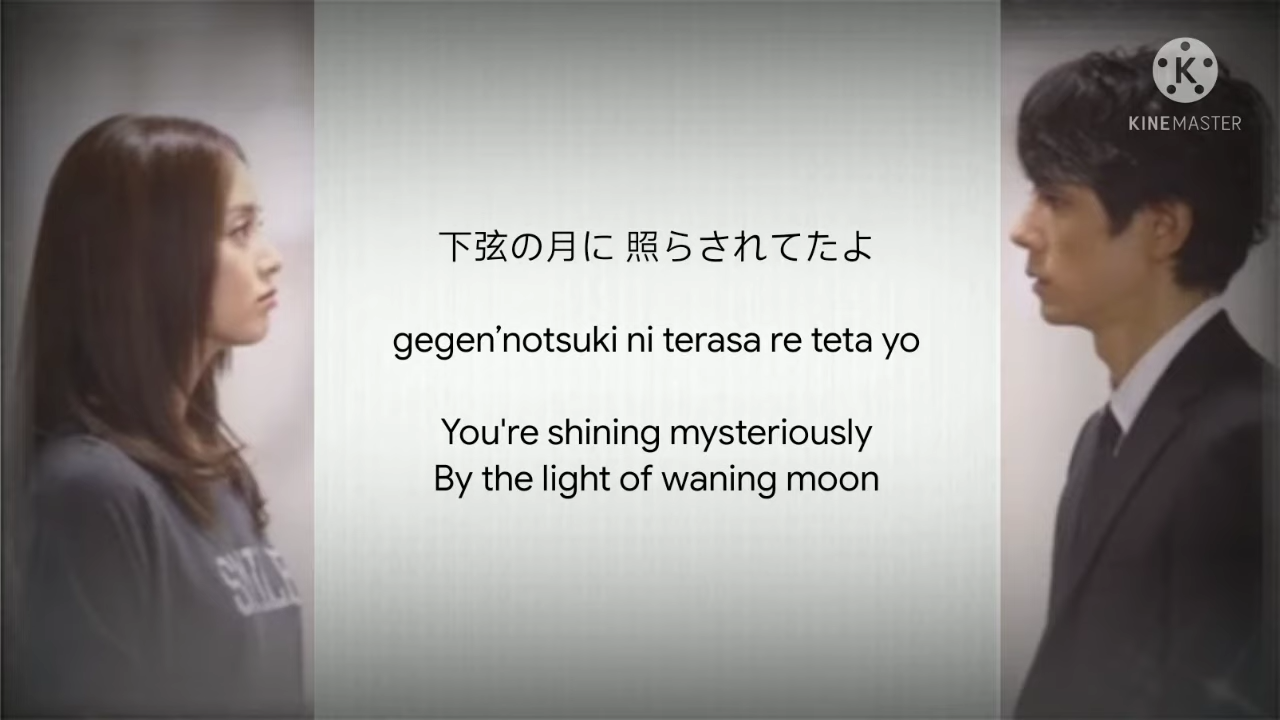 KINEMASTER
下弦の月に 照らされてたよ
gegen’notsuki ni terasa re teta yo
You're shining mysteriously
By the light of waning moon